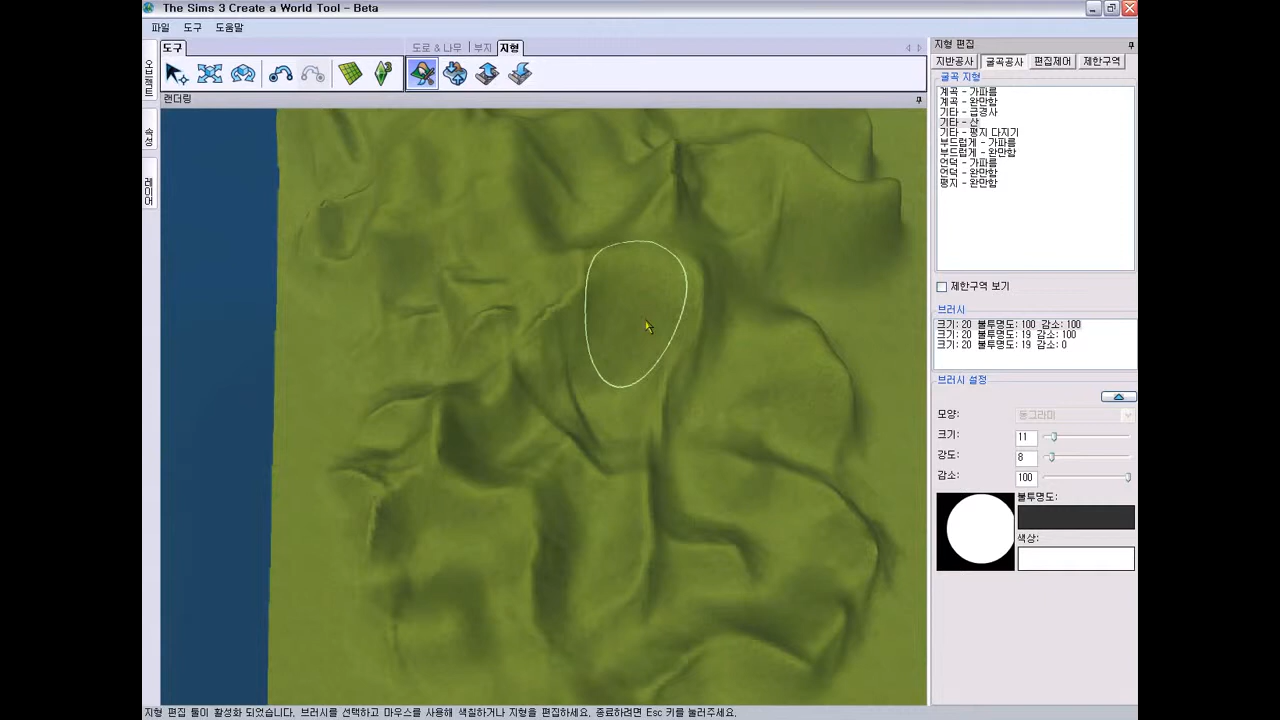 The Sims 3 Create a World Tool - Beta
파일 도구 도움말
도구
도로 & 나무 부지 지형
렌더링
오브젝트
속성
레이어
지형 편집
지반공사 굴곡공사 편집제어 제한구역
굴곡 지형
계곡 - 가파름
계곡 - 완만함
기타 - 급경사
기타 - 산
기타 - 평지 다지기
부드럽게 - 가파름
부드럽게 - 완만함
언덕 - 가파름
언덕 - 완만함
평지 - 완만함
제한구역 보기
브러시
크기: 20 불투명도: 100 감소: 100
크기: 20 불투명도: 19 감소: 100
크기: 20 불투명도: 19 감소: 0
브러시 설정
모양: 동그라미
크기: 11
강도: 8
감소: 100
불투명도:
색상:
지형 편집 툴이 활성화 되었습니다. 브러시를 선택하고 마우스를 사용해 색칠하거나 지형을 편집하세요. 종료하려면 Esc 키를 눌러주세요.